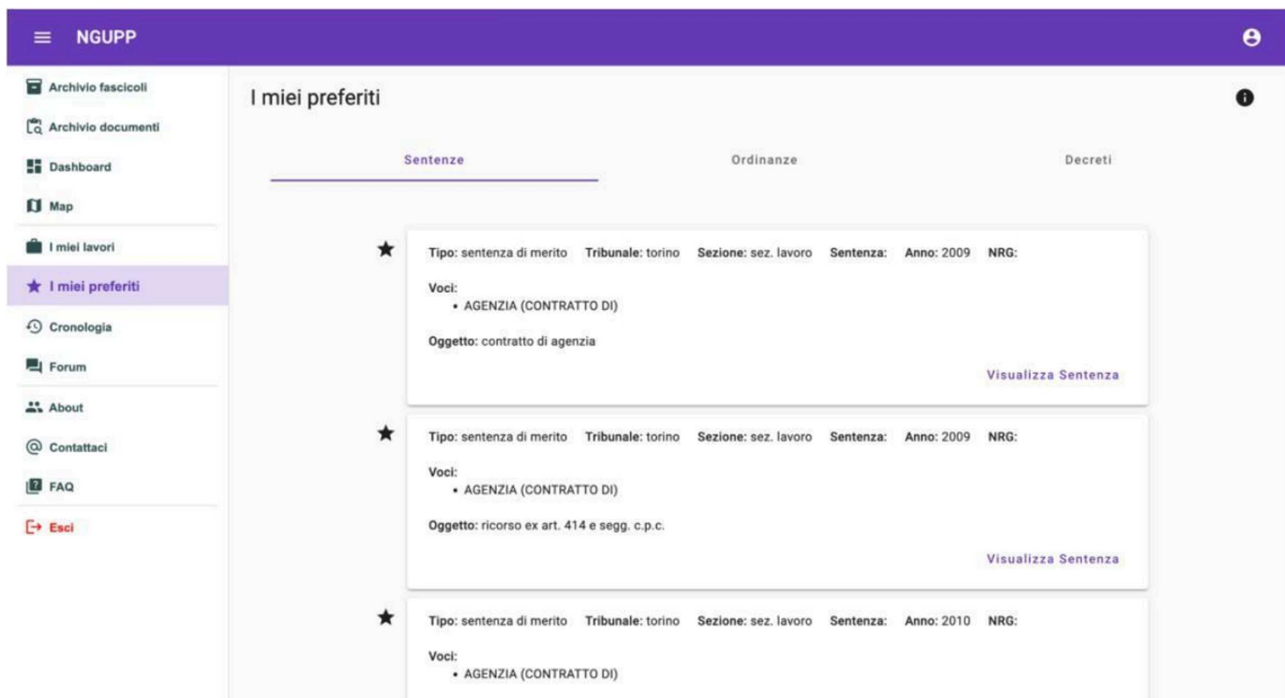 NGUPP
Archivio fascicoli
Archivio documenti
Dashboard
Map
I miei lavori
I miei preferiti
Cronologia
Forum
About
Contattaci
FAQ
Esci
I miei preferiti
Sentenze Ordinanze Decreti
Tipo: sentenza di merito Tribunale: torino Sezione: sez. lavoro Sentenza: Anno: 2009 NRG:
Voci:
• AGENZIA (CONTRATTO DI)
Oggetto: contratto di agenzia
Visualizza Sentenza
Tipo: sentenza di merito Tribunale: torino Sezione: sez. lavoro Sentenza: Anno: 2009 NRG:
Voci:
• AGENZIA (CONTRATTO DI)
Oggetto: ricorso ex art. 414 e segg. c.p.c.
Visualizza Sentenza
Tipo: sentenza di merito Tribunale: torino Sezione: sez. lavoro Sentenza: Anno: 2010 NRG:
Voci:
• AGENZIA (CONTRATTO DI)